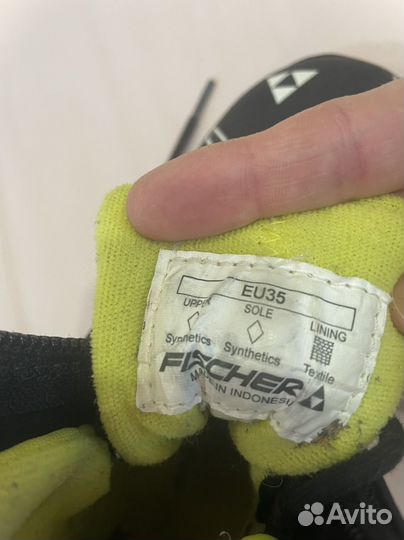 EU35
UPPER SOLE LINING
Synthetics Synthetics Textile
FISCHER
MADE IN INDONESIA
Avito